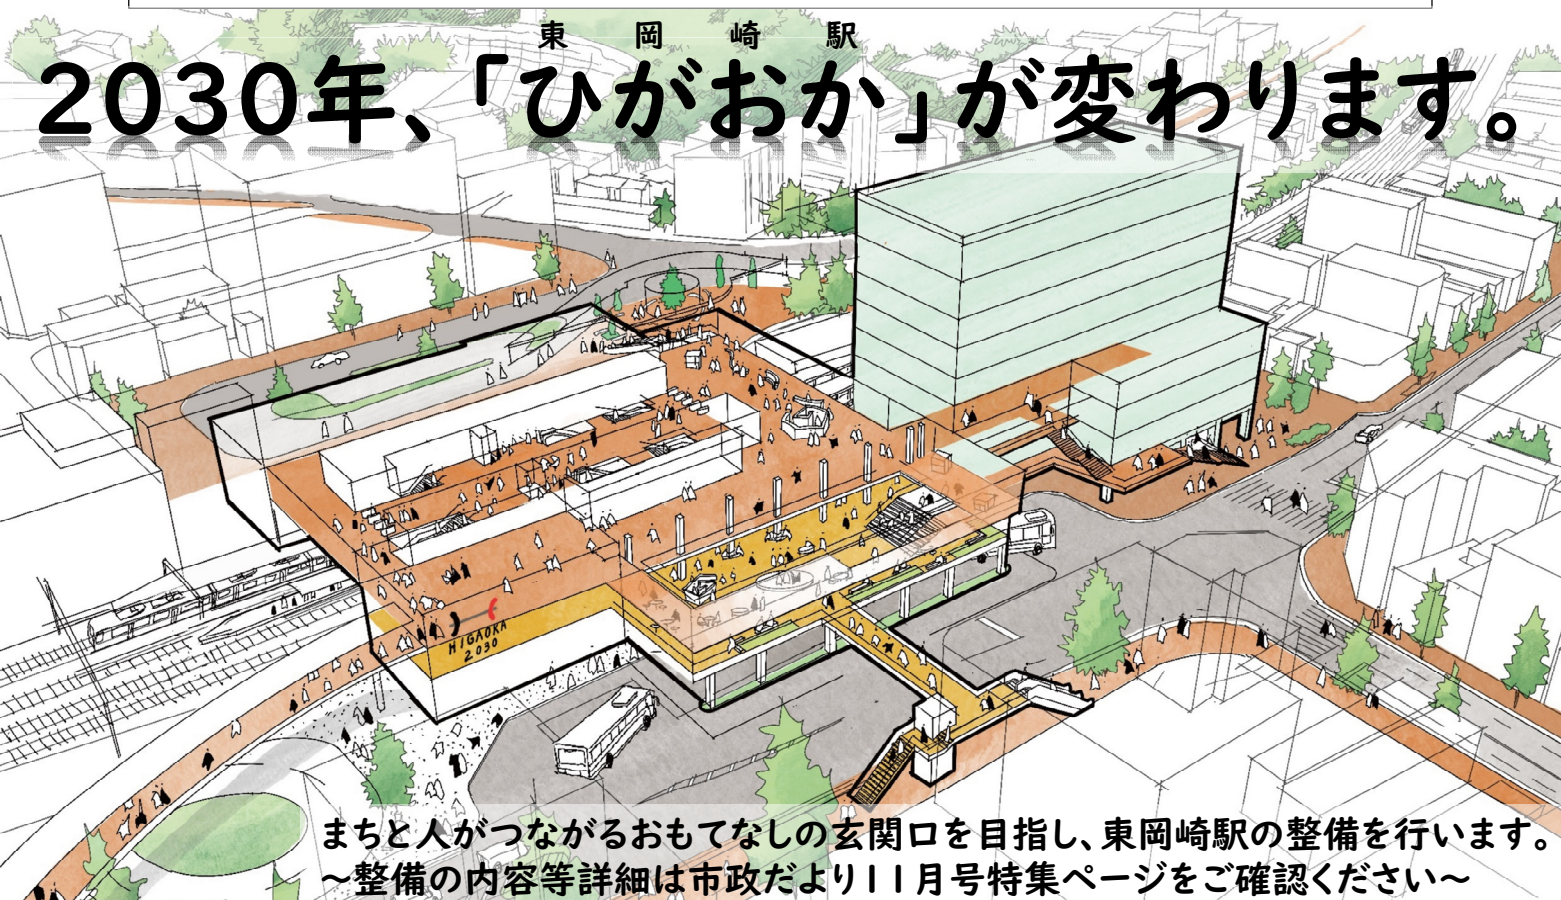 東岡崎駅
2030年、「ひがおか」が変わります。
HIGAOKA
2030
まちと人がつながるおもてなしの玄関口を目指し、東岡崎駅の整備を行います。
～整備の内容等詳細は市政だより11月号特集ページをご確認ください～